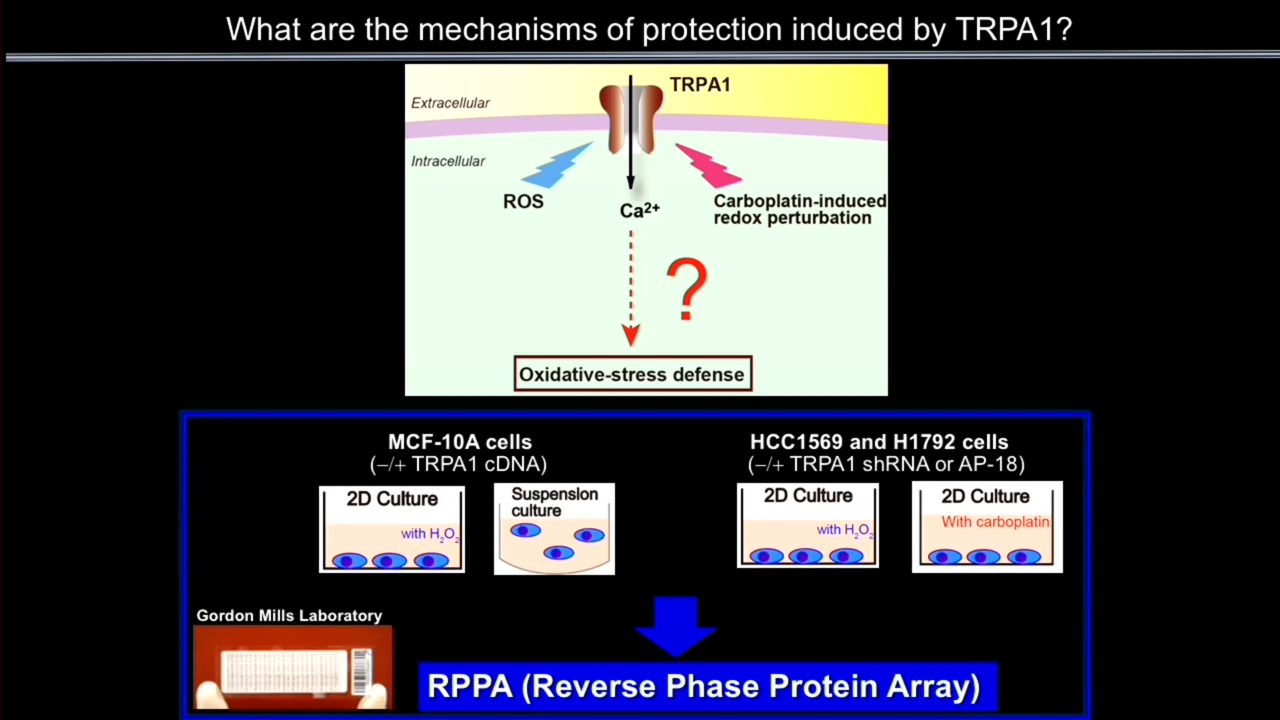 What are the mechanisms of protection induced by TRPA1?
TRPA1
Extracellular
Intracellular
ROS
Ca2+
Carboplatin-induced
redox perturbation
?
Oxidative-stress defense
MCF-10A cells
(–/+ TRPA1 cDNA)
2D Culture
with H2O2
Suspension
culture
HCC1569 and H1792 cells
(–/+ TRPA1 shRNA or AP-18)
2D Culture
with H2O2
2D Culture
With carboplatin
Gordon Mills Laboratory
RPPA (Reverse Phase Protein Array)